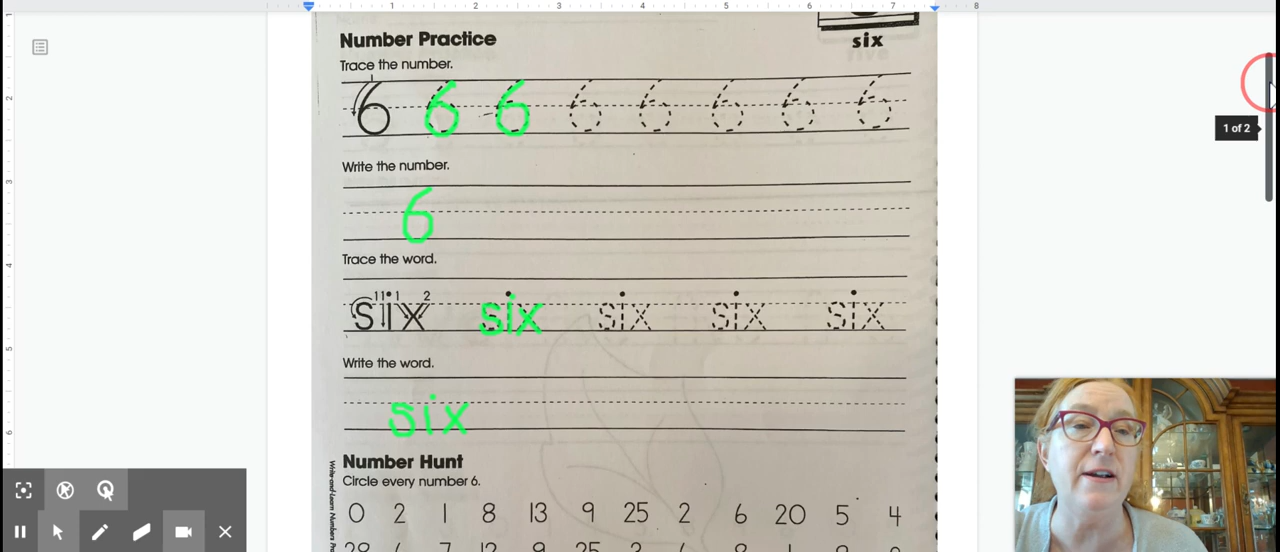 1 2 3 4 5 6 7 8
six
Number Practice
Trace the number.
6 6 6 6 6 6 6 6
1 of 2
Write the number.
6
Trace the word.
six six six six six
Write the word.
six
Number Hunt
Circle every number 6.
0 2 1 8 13 9 25 2 6 20 5 4